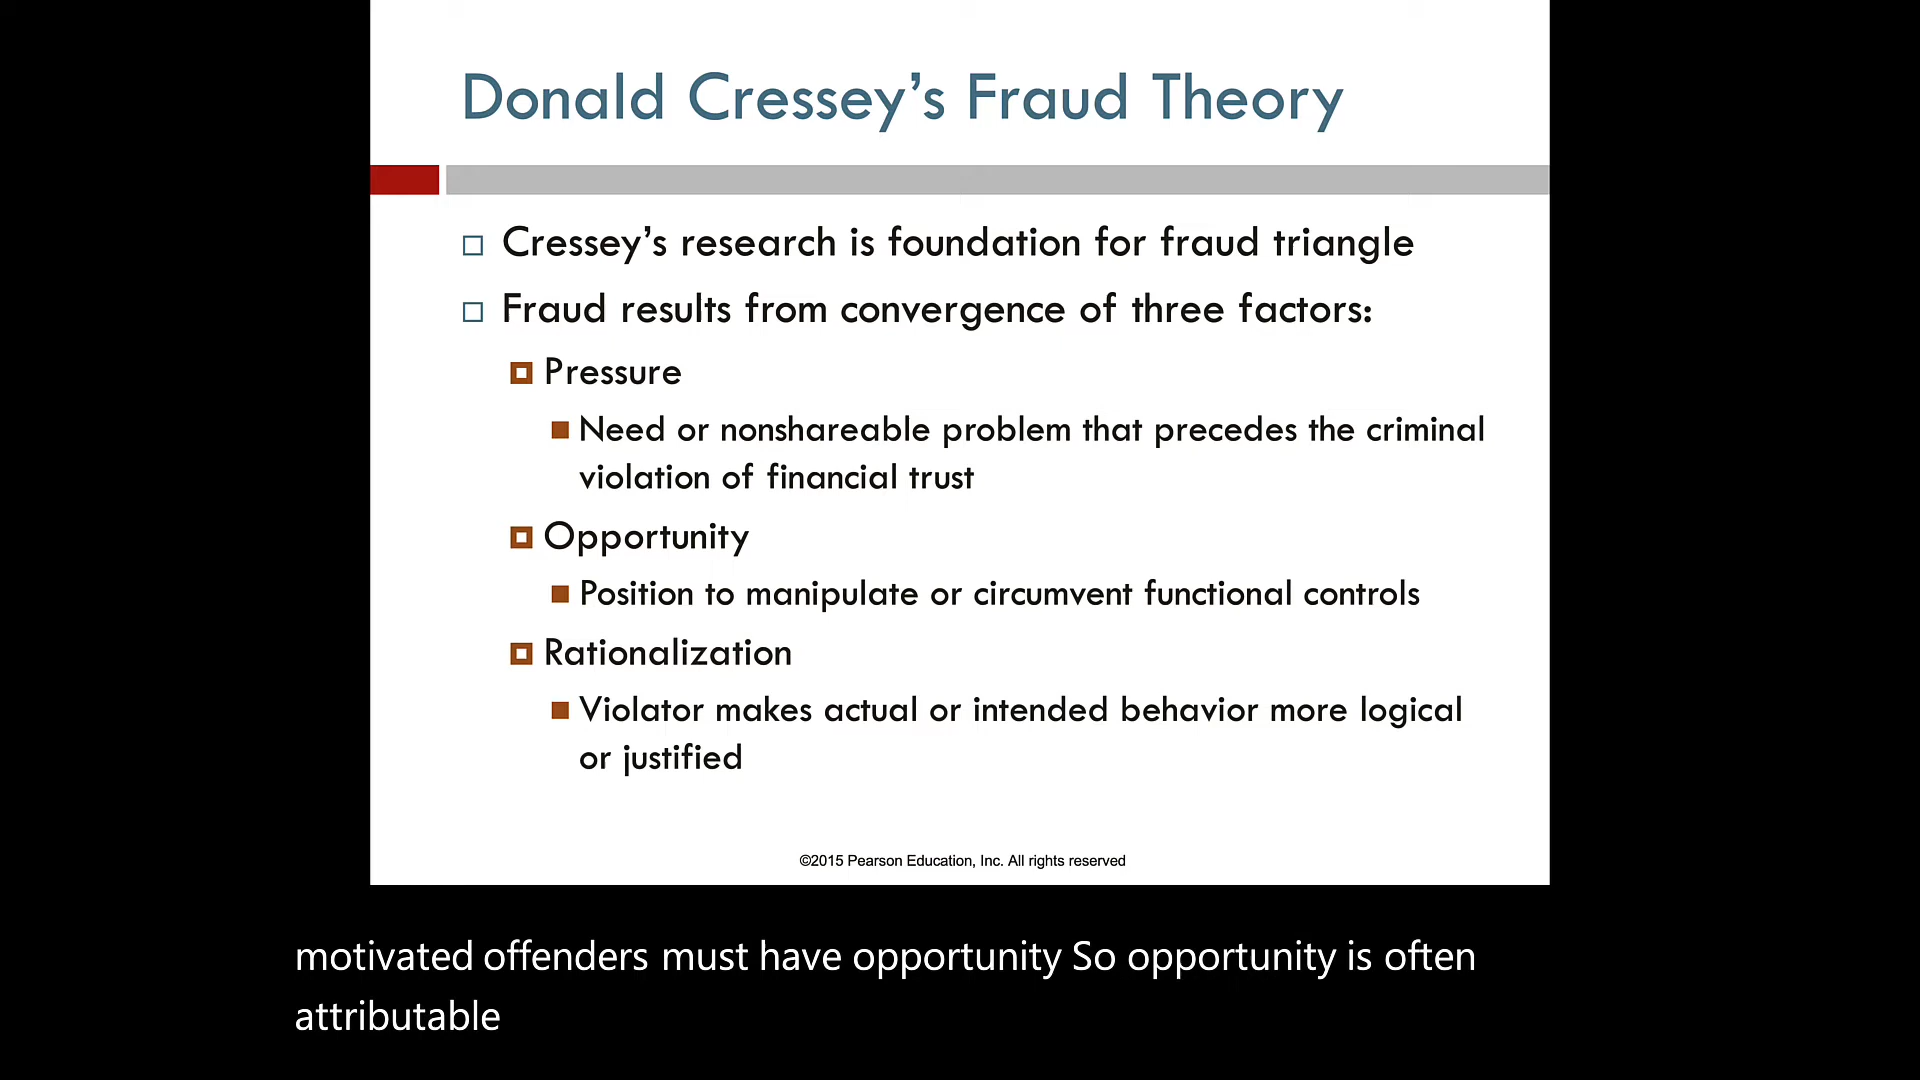 Donald Cressey’s Fraud Theory
Cressey’s research is foundation for fraud triangle
Fraud results from convergence of three factors:
Pressure
Need or nonshareable problem that precedes the criminal
violation of financial trust
Opportunity
Position to manipulate or circumvent functional controls
Rationalization
Violator makes actual or intended behavior more logical
or justified
©2015 Pearson Education, Inc. All rights reserved
motivated offenders must have opportunity So opportunity is often
attributable